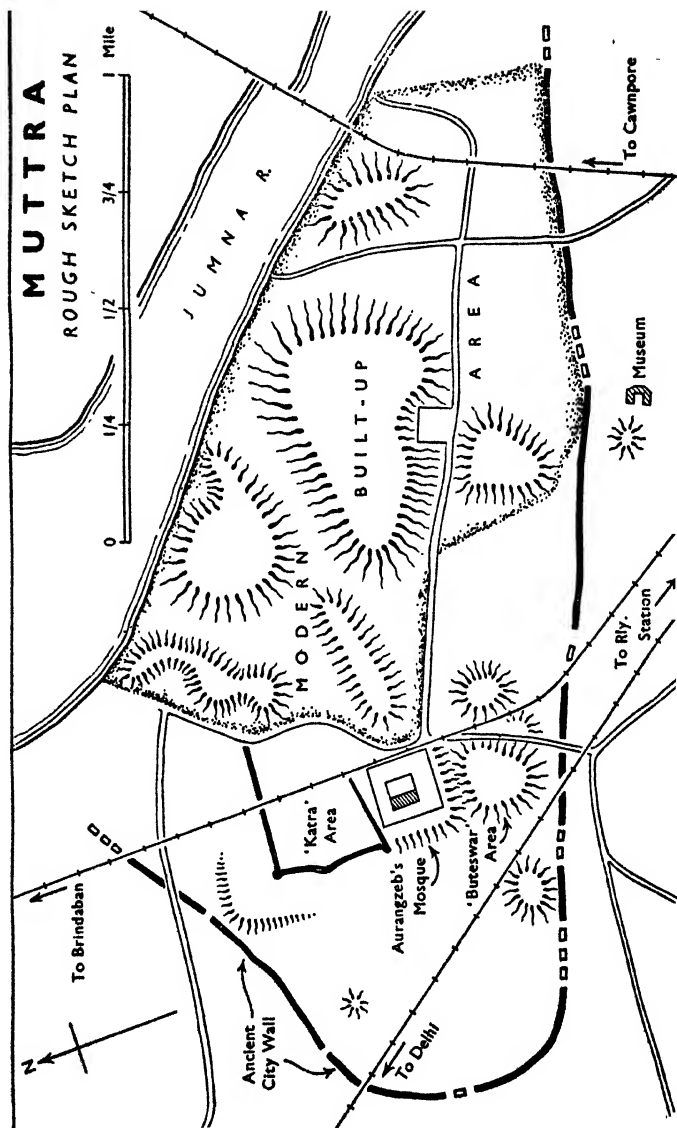 MUTTRA
ROUGH SKETCH PLAN
0 1/4 1/2 3/4 1 Mile
JUMNA R.
N
To Brindaban
Ancient
City Wall
'Katra'
Area
MODERN
BUILT-UP
AREA
Aurangzeb's
Mosque
'Buteswar'
Area
To Delhi
To Rly.
Station
Museum
To Cawnpore